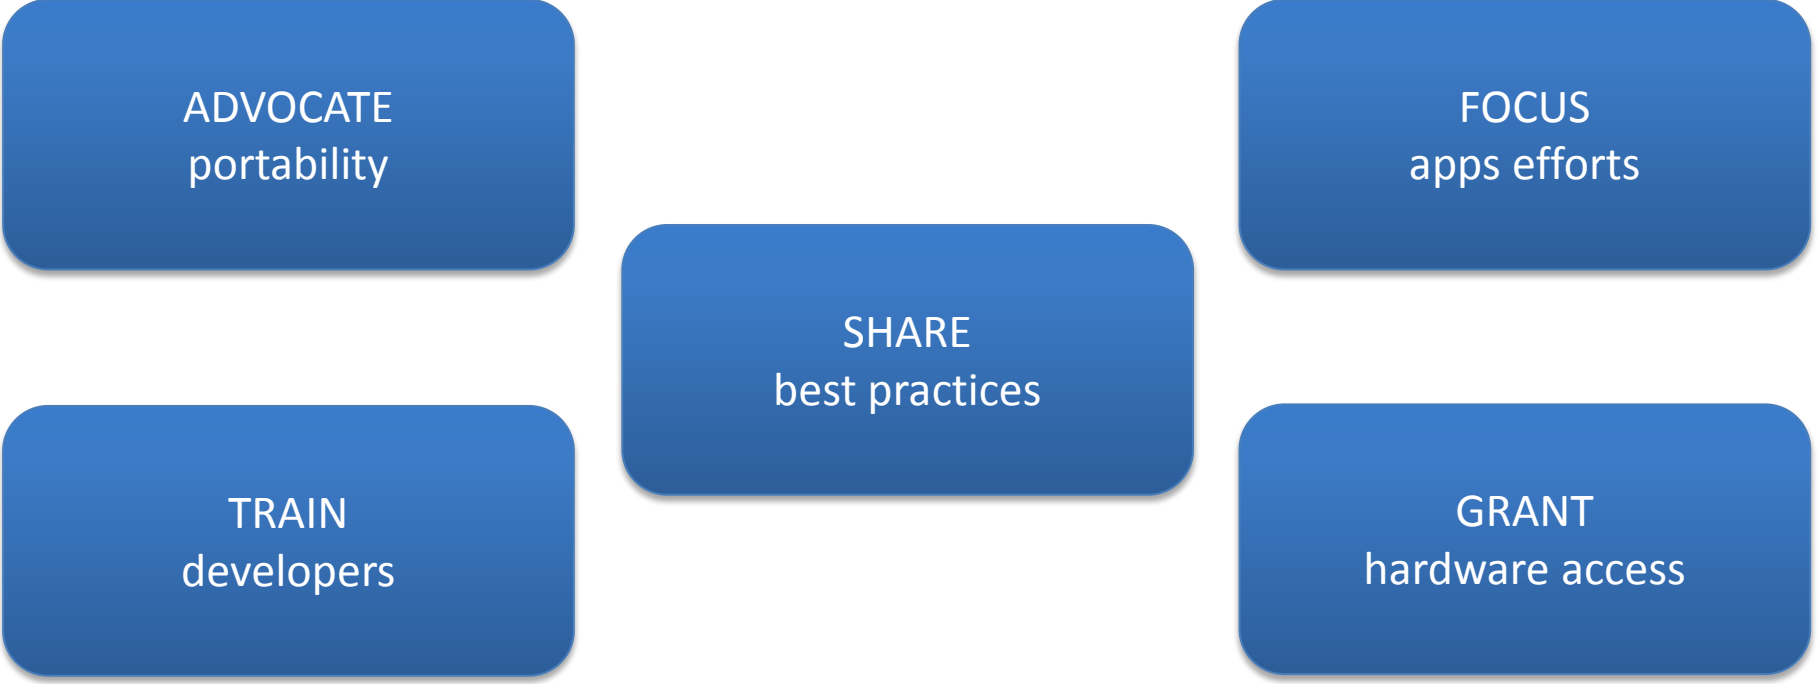 ADVOCATE
portability
FOCUS
apps efforts
SHARE
best practices
TRAIN
developers
GRANT
hardware access